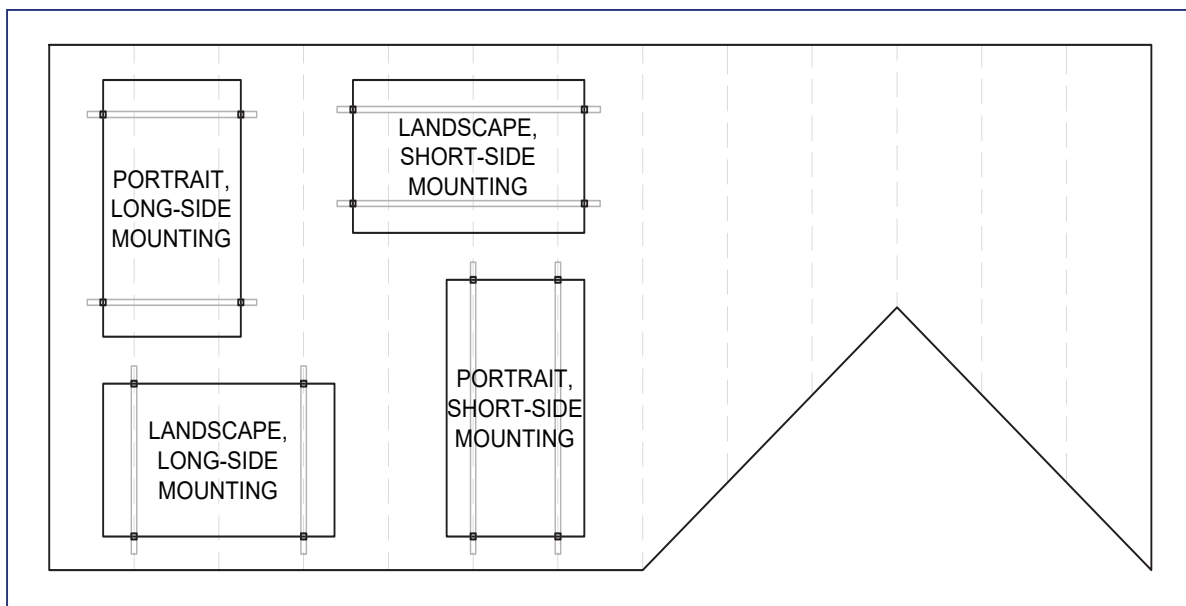 PORTRAIT,
LONG-SIDE
MOUNTING
LANDSCAPE,
SHORT-SIDE
MOUNTING
LANDSCAPE,
LONG-SIDE
MOUNTING
PORTRAIT,
SHORT-SIDE
MOUNTING